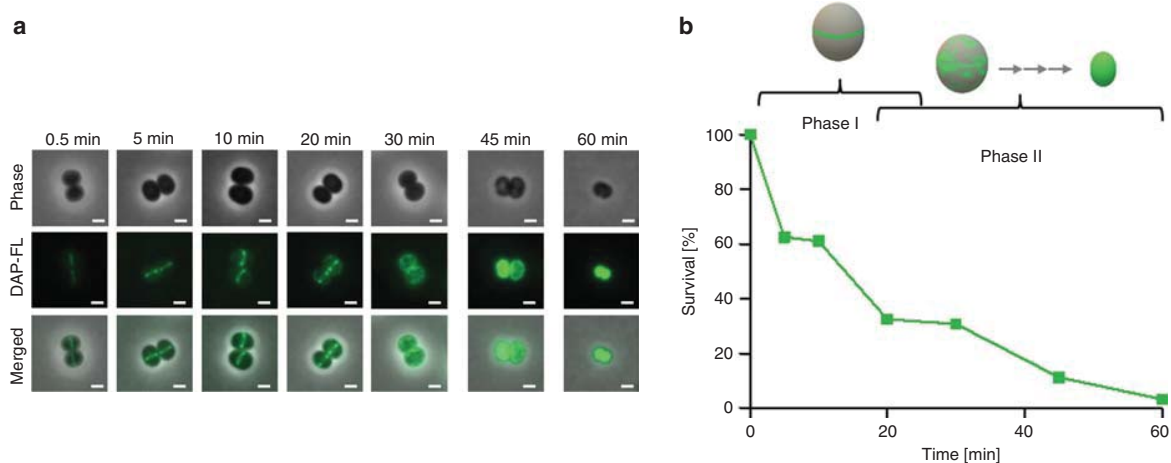 a
0.5 min 5 min 10 min 20 min 30 min 45 min 60 min
Phase
DAP-FL
Merged
b
Phase I
Phase II
100
80
60
40
20
0
Survival [%]
0 20 40 60
Time [min]